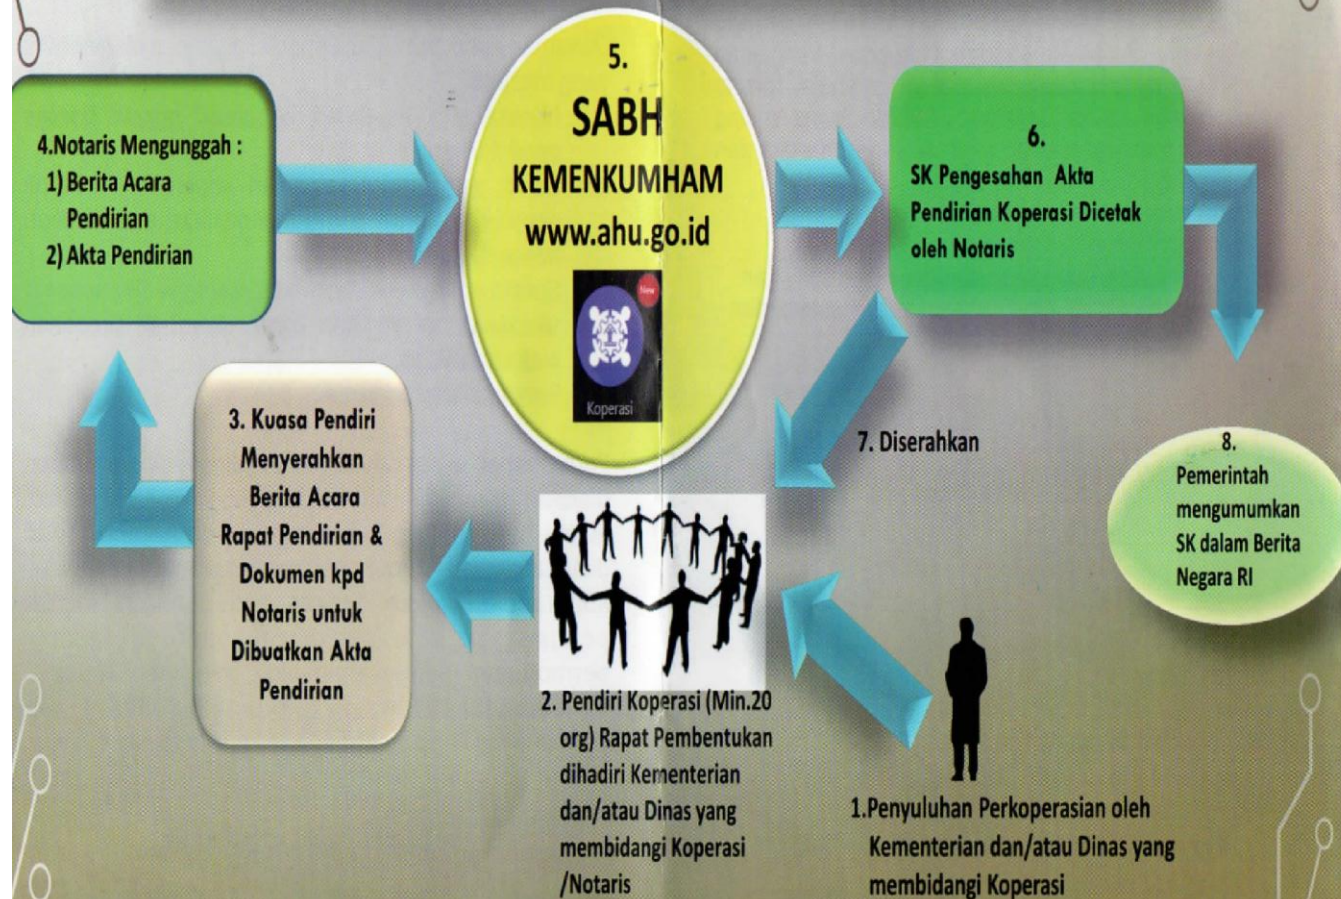 4.Notaris Mengunggah :
1) Berita Acara
Pendirian
2) Akta Pendirian
5.
SABH
KEMENKUMHAM
www.ahu.go.id
New
Koperasi
6.
SK Pengesahan Akta
Pendirian Koperasi Dicetak
oleh Notaris
3. Kuasa Pendiri
Menyerahkan
Berita Acara
Rapat Pendirian &
Dokumen kpd
Notaris untuk
Dibuatkan Akta
Pendirian
7. Diserahkan
8.
Pemerintah
mengumumkan
SK dalam Berita
Negara RI
2. Pendiri Koperasi (Min.20
org) Rapat Pembentukan
dihadiri Kementerian
dan/atau Dinas yang
membidangi Koperasi
/Notaris
1.Penyuluhan Perkoperasian oleh
Kementerian dan/atau Dinas yang
membidangi Koperasi